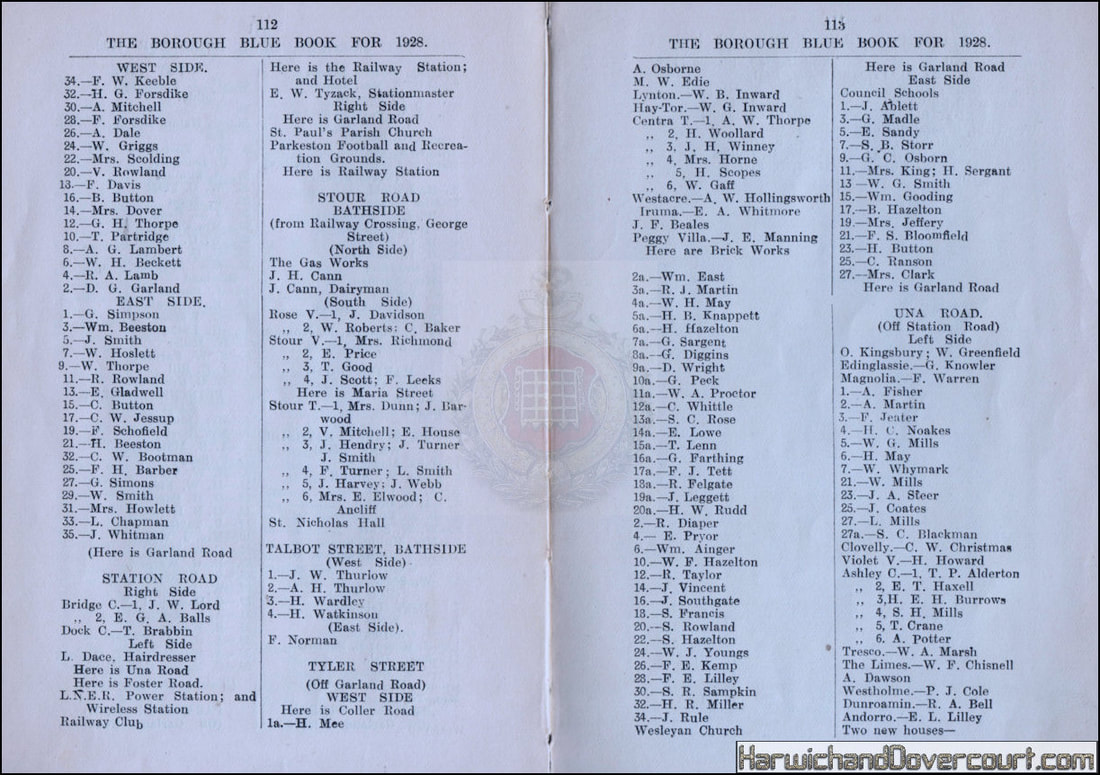 112
THE BOROUGH BLUE BOOK FOR 1928.
WEST SIDE.
34.—F. W. Keeble
32.—H. G. Forsdike
30.—A. Mitchell
28.—F. Forsdike
26.—A. Dale
24.—W. Griggs
22.—Mrs. Scolding
20.—V. Rowland
13.—F. Davis
16.—B. Button
14.—Mrs. Dover
12.—G. H. Thorpe
10.—T. Partridge
8.—A. G. Lambert
6.—W. H. Beckett
4.—R. A. Lamb
2.—D. G. Garland
EAST SIDE.
1.—G. Simpson
3.—Wm. Beeston
5.—J. Smith
7.—W. Hoslett
9.—W. Thorpe
11.—R. Rowland
13.—E. Gladwell
15.—C. Button
17.—C. W. Jessup
19.—F. Schofield
21.—H. Beeston
32.—C. W. Bootman
25.—F. H. Barber
27.—G. Simons
29.—W. Smith
31.—Mrs. Howlett
33.—L. Chapman
35.—J. Whitman
(Here is Garland Road
STATION ROAD
Right Side
Bridge C.—1, J. W. Lord
,, 2, E. G. A. Balls
Dock C.—T. Brabbin
Left Side
L. Dace, Hairdresser
Here is Una Road
Here is Foster Road.
L.N.E.R. Power Station; and
Wireless Station
Railway Club
Here is the Railway Station;
and Hotel
E. W. Tyzack, Stationmaster
Right Side
Here is Garland Road
St. Paul's Parish Church
Parkeston Football and Recrea-
tion Grounds.
Here is Railway Station
STOUR ROAD
BATHSIDE
(from Railway Crossing, George
Street)
(North Side)
The Gas Works
J. H. Cann
J. Cann, Dairyman
(South Side)
Rose V.—1, J. Davidson
,, 2, W. Roberts; C. Baker
Stour V.—1, Mrs. Richmond
,, 2, E. Price
,, 3, T. Good
,, 4, J. Scott; F. Leeks
Here is Maria Street
Stour T.—1, Mrs. Dunn; J. Bar-
wood
,, 2, V. Mitchell; E. House
,, 3, J. Hendry; J. Turner
J. Smith
,, 4, F. Turner; L. Smith
,, 5, J. Harvey; J. Webb
,, 6, Mrs. E. Elwood; C.
Ancliff
St. Nicholas Hall
TALBOT STREET, BATHSIDE
(West Side)
1.—J. W. Thurlow
2.—A. H. Thurlow
3.—H. Wardley
4.—H. Watkinson
(East Side).
F. Norman
TYLER STREET
(Off Garland Road)
WEST SIDE
Here is Coller Road
1a.—H. Mee
113
THE BOROUGH BLUE BOOK FOR 1928.
A. Osborne
M. W. Edie
Lynton.—W. B. Inward
Hay-Tor.—W. G. Inward
Centra T.—1, A. W. Thorpe
,, 2, H. Woollard
,, 3, J, H, Winney
,, 4, Mrs. Horne
,, 5, H. Scopes
,, 6, W. Gaff
Westacre.—A. W. Hollingsworth
Iruma.—E. A. Whitmore
J. F. Beales
Peggy Villa.—J. E. Manning
Here are Brick Works
2a.—Wm. East
3a.—R. J. Martin
4a.—W. H. May
5a.—H. B. Knappett
6a.—H. Hazelton
7a.—G. Sargent
8a.—G. Diggins
9a.—D. Wright
10a.—G. Peck
11a.—W. A. Proctor
12a.—C. Whittle
13a.—S. C. Rose
14a.—E. Lowe
15a.—T. Lenn
16a.—G. Farthing
17a.—F. J. Tett
18a.—R. Felgate
19a.—J. Leggett
20a.—H. W. Rudd
2.—R. Diaper
4.— E. Pryor
6.—Wm. Ainger
10.—W. F. Hazelton
12.—R. Taylor
14.—J. Vincent
16.—J. Southgate
18.—S. Francis
20.—S. Rowland
22.—S. Hazelton
24.—W. J. Youngs
26.—F. E. Kemp
28.—F. E. Lilley
30.—S. R. Sampkin
32.—H. R. Miller
34.—J. Rule
Wesleyan Church
Here is Garland Road
East Side
Council Schools
1.—J. Ablett
3.—G. Madle
5.—E. Sandy
7.—S. B. Storr
9.—G. C. Osborn
11.—Mrs. King; H. Sergant
13 —W. G. Smith
15.—Wm. Gooding
17.—B. Hazelton
19.—Mrs. Jeffery
21.—F. S. Bloomfield
23.—H. Button
25.—C. Ranson
27.—Mrs. Clark
Here is Garland Road
UNA ROAD.
(Off Station Road)
Left Side
O. Kingsbury; W. Greenfield
Edinglassie.—G. Knowler
Magnolia.—F. Warren
1.—A. Fisher
2.—A. Martin
3.—F. Jeater
4.—H. C. Noakes
5.—W. G. Mills
6.—H. May
7.—W. Whymark
21.—W. Mills
23.—J. A. Steer
25.—J. Coates
27.—L. Mills
27a.—S. C. Blackman
Clovelly.—C. W. Christmas
Violet V.—H. Howard
Ashley C.—1, T. P. Alderton
,, 2, E. T. Haxell
,, 3,H. E. H. Burrows
,, 4, S. H. Mills
,, 5, T. Crane
,, 6. A. Potter
Tresco.—W. A. Marsh
The Limes.—W. F. Chisnell
A. Dawson
Westholme.—P. J. Cole
Dunroamin.—R. A. Bell
Andorro.—E. L. Lilley
Two new houses—
HarwichandDovercourt.com